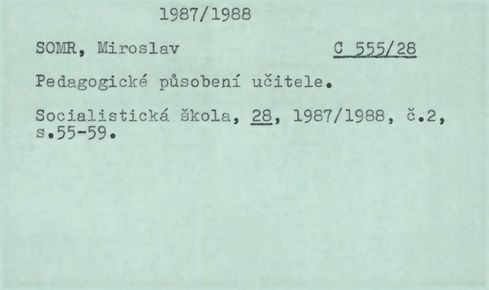 1987/1988
SOMR, Miroslav C 555/28
Pedagogické působení učitele.
Socialistická škola, 28, 1987/1988, č.2,
s.55-59.